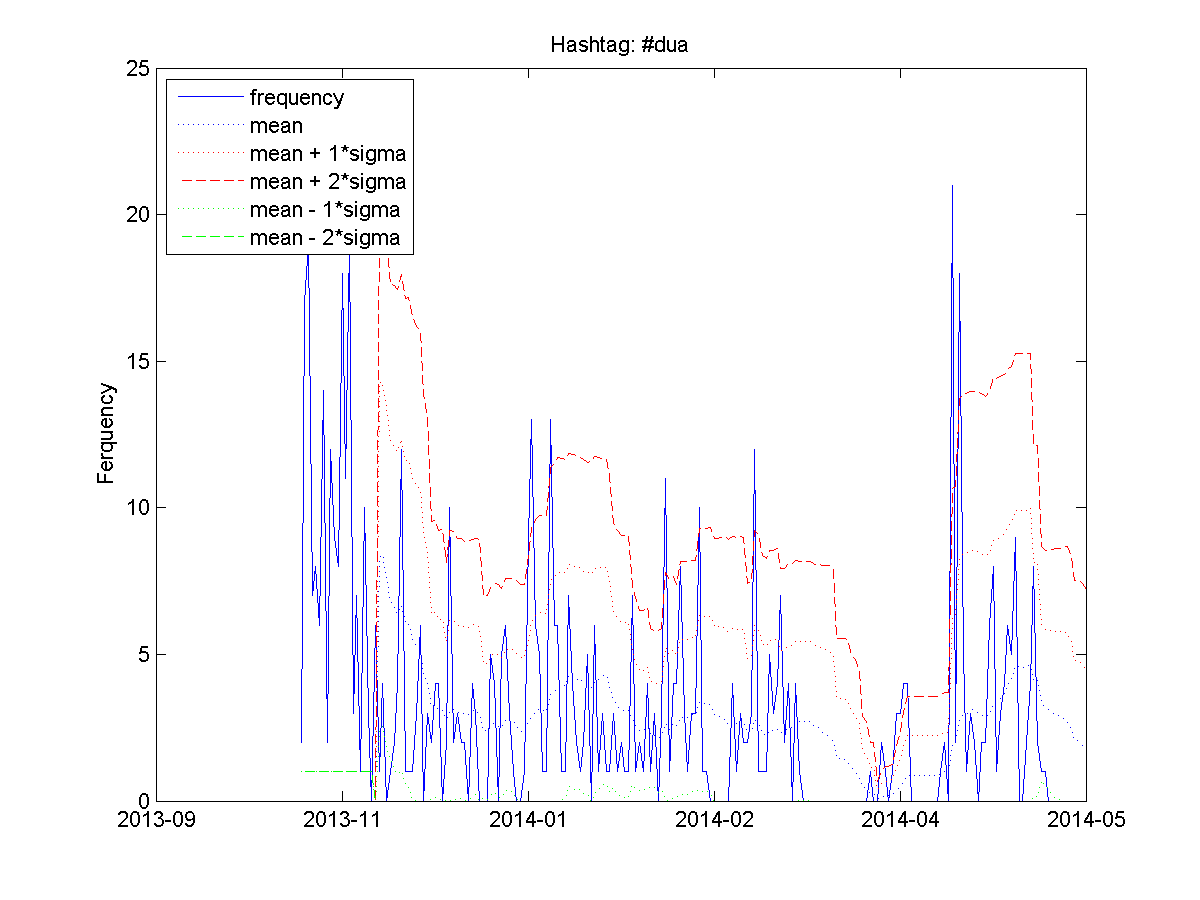 Hashtag: #dua
25
20
15
10
5
0
Ferquency
frequency
mean
mean + 1*sigma
mean + 2*sigma
mean - 1*sigma
mean - 2*sigma
2013-09 2013-11 2014-01 2014-02 2014-04 2014-05